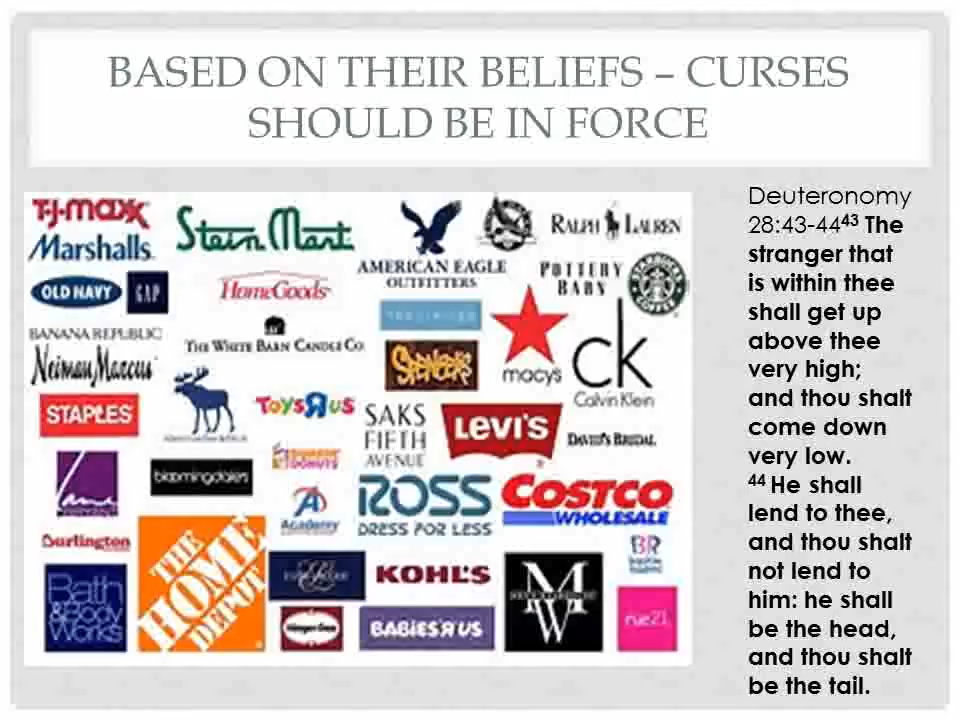 BASED ON THEIR BELIEFS – CURSES
SHOULD BE IN FORCE
T·J·maxx
Marshalls
Stein Mart
AMERICAN EAGLE
OUTFITTERS
RALPH LAUREN
OLD NAVY
GAP
HomeGoods
POTTERY
BARN
STARBUCKS
COFFEE
BANANA REPUBLIC
Neiman Marcus
THE WHITE BARN CANDLE CO.
SPENCER'S
macys
ck
Calvin Klein
STAPLES
TOYS R US
SAKS
FIFTH
AVENUE
Levi's
DAVID'S BRIDAL
bloomingdales
DUNKIN'
DONUTS
Academy
ROSS
DRESS FOR LESS
COSTCO
WHOLESALE
Burlington
THE
HOME
DEPOT
Bath
& Body
Works
KOHL'S
BABIES R US
MW
rue21
Deuteronomy
28:43-44⁴³ The
stranger that
is within thee
shall get up
above thee
very high;
and thou shalt
come down
very low.
⁴⁴ He shall
lend to thee,
and thou shalt
not lend to
him: he shall
be the head,
and thou shalt
be the tail.